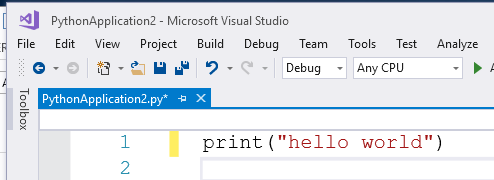 PythonApplication2 - Microsoft Visual Studio
File Edit View Project Build Debug Team Tools Test Analyze
Debug Any CPU
Toolbox
PythonApplication2.py*
1 print("hello world")
2